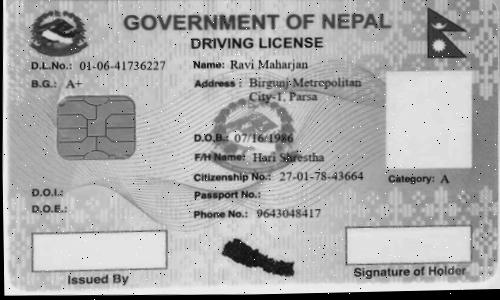 GOVERNMENT OF NEPAL
DRIVING LICENSE
D.L.No.: 01-06-41736227
B.G.: A+
Name: Ravi Maharjan
Address : Birgunj Metropolitan
City-1, Parsa
D.O.B.: 07/16/1986
F/H Name: Hari Shrestha
Citizenship No.: 27-01-78-43664
Category: A
D.O.I.:
Passport No.:
D.O.E.:
Phone No.: 9643048417
Issued By
Signature of Holder